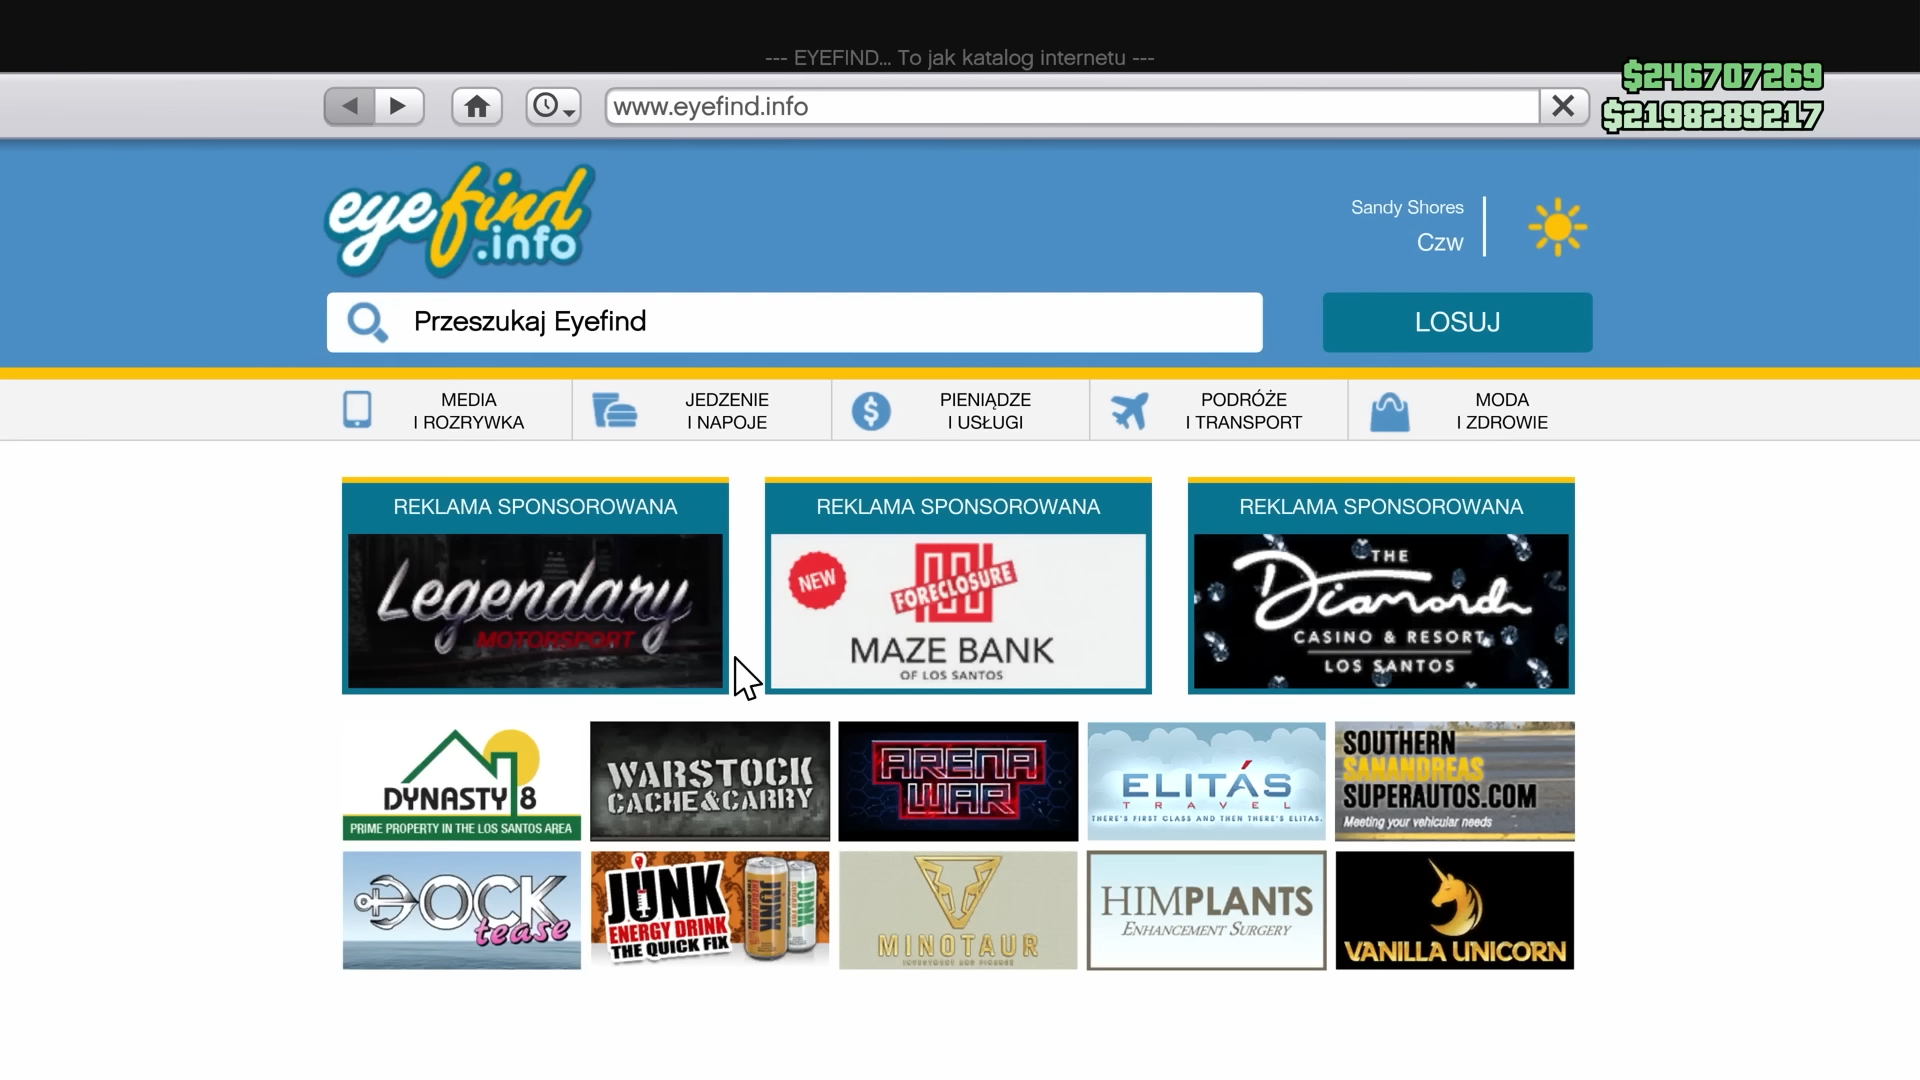 --- EYEFIND... To jak katalog internetu ---
www.eyefind.info
$246707269
$2198289217
eyefind
.info
Sandy Shores
Czw
Przeszukaj Eyefind
LOSUJ
MEDIA
I ROZRYWKA
JEDZENIE
I NAPOJE
PIENIĄDZE
I USŁUGI
PODRÓŻE
I TRANSPORT
MODA
I ZDROWIE
REKLAMA SPONSOROWANA
Legendary
MOTORSPORT
REKLAMA SPONSOROWANA
NEW
FORECLOSURE
MAZE BANK
OF LOS SANTOS
REKLAMA SPONSOROWANA
THE
Diamond
CASINO & RESORT
LOS SANTOS
DYNASTY 8
PRIME PROPERTY IN THE LOS SANTOS AREA
WARSTOCK
CACHE&CARRY
ARENA
WAR
ELITÁS
TRAVEL
THERE'S FIRST CLASS AND THEN THERE'S ELITAS.
SOUTHERN
SANANDREAS
SUPERAUTOS.COM
Meeting your vehicular needs
DOCK
tease
JUNK
ENERGY DRINK
THE QUICK FIX
MINOTAUR
INVESTMENT AND FINANCE
HIMPLANTS
ENHANCEMENT SURGERY
VANILLA UNICORN